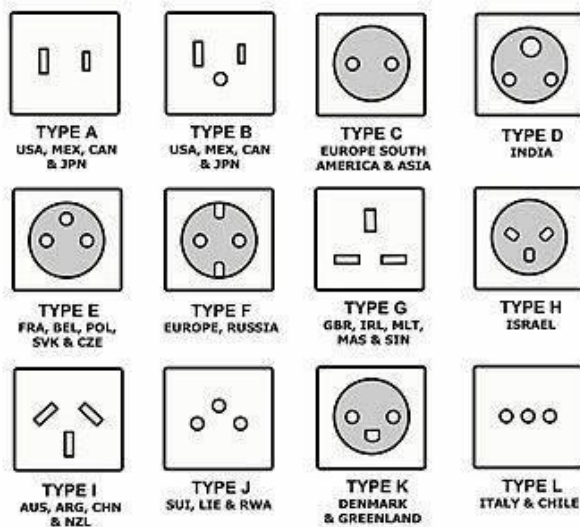 TYPE A
USA, MEX, CAN
& JPN
TYPE B
USA, MEX, CAN
& JPN
TYPE C
EUROPE SOUTH
AMERICA & ASIA
TYPE D
INDIA
TYPE E
FRA, BEL, POL,
SVK & CZE
TYPE F
EUROPE, RUSSIA
TYPE G
GBR, IRL, MLT,
MAS & SIN
TYPE H
ISRAEL
TYPE I
AUS, ARG, CHN
& NZL
TYPE J
SUI, LIE & RWA
TYPE K
DENMARK
& GREENLAND
TYPE L
ITALY & CHILE